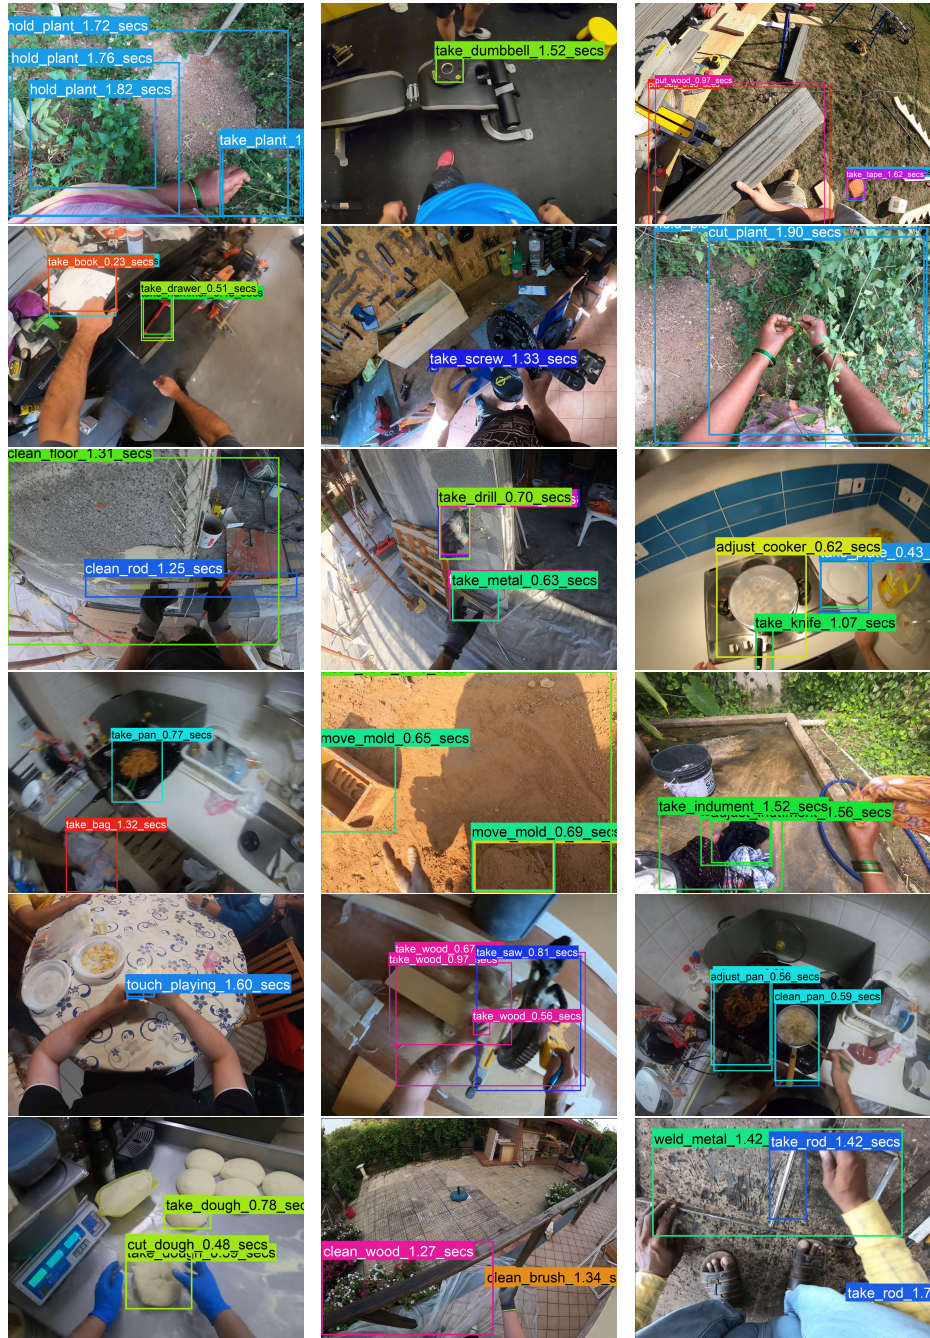 hold_plant_1.72_secs
hold_plant_1.76_secs
hold_plant_1.82_secs
take_plant_1
take_dumbbell_1.52_secs
put_wood_0.97_secs
take_tape_1.62_secs
take_book_0.23_secs
take_drawer_0.51_secs
take_screw_1.33_secs
cut_plant_1.90_secs
clean_floor_1.31_secs
clean_rod_1.25_secs
take_drill_0.70_secs
take_metal_0.63_secs
adjust_cooker_0.62_secs
take_plate_0.43
take_knife_1.07_secs
take_pan_0.77_secs
take_bag_1.32_secs
move_mold_0.65_secs
move_mold_0.69_secs
take_indument_1.52_secs
1.56_secs
touch_playing_1.60_secs
take_wood_0.67
take_saw_0.81_secs
take_wood_0.97_secs
take_wood_0.56_secs
adjust_pan_0.56_secs
clean_pan_0.59_secs
take_dough_0.78_sec
cut_dough_0.48_secs
clean_wood_1.27_secs
clean_brush_1.34_s
weld_metal_1.42
take_rod_1.42_secs
take_rod_1.7